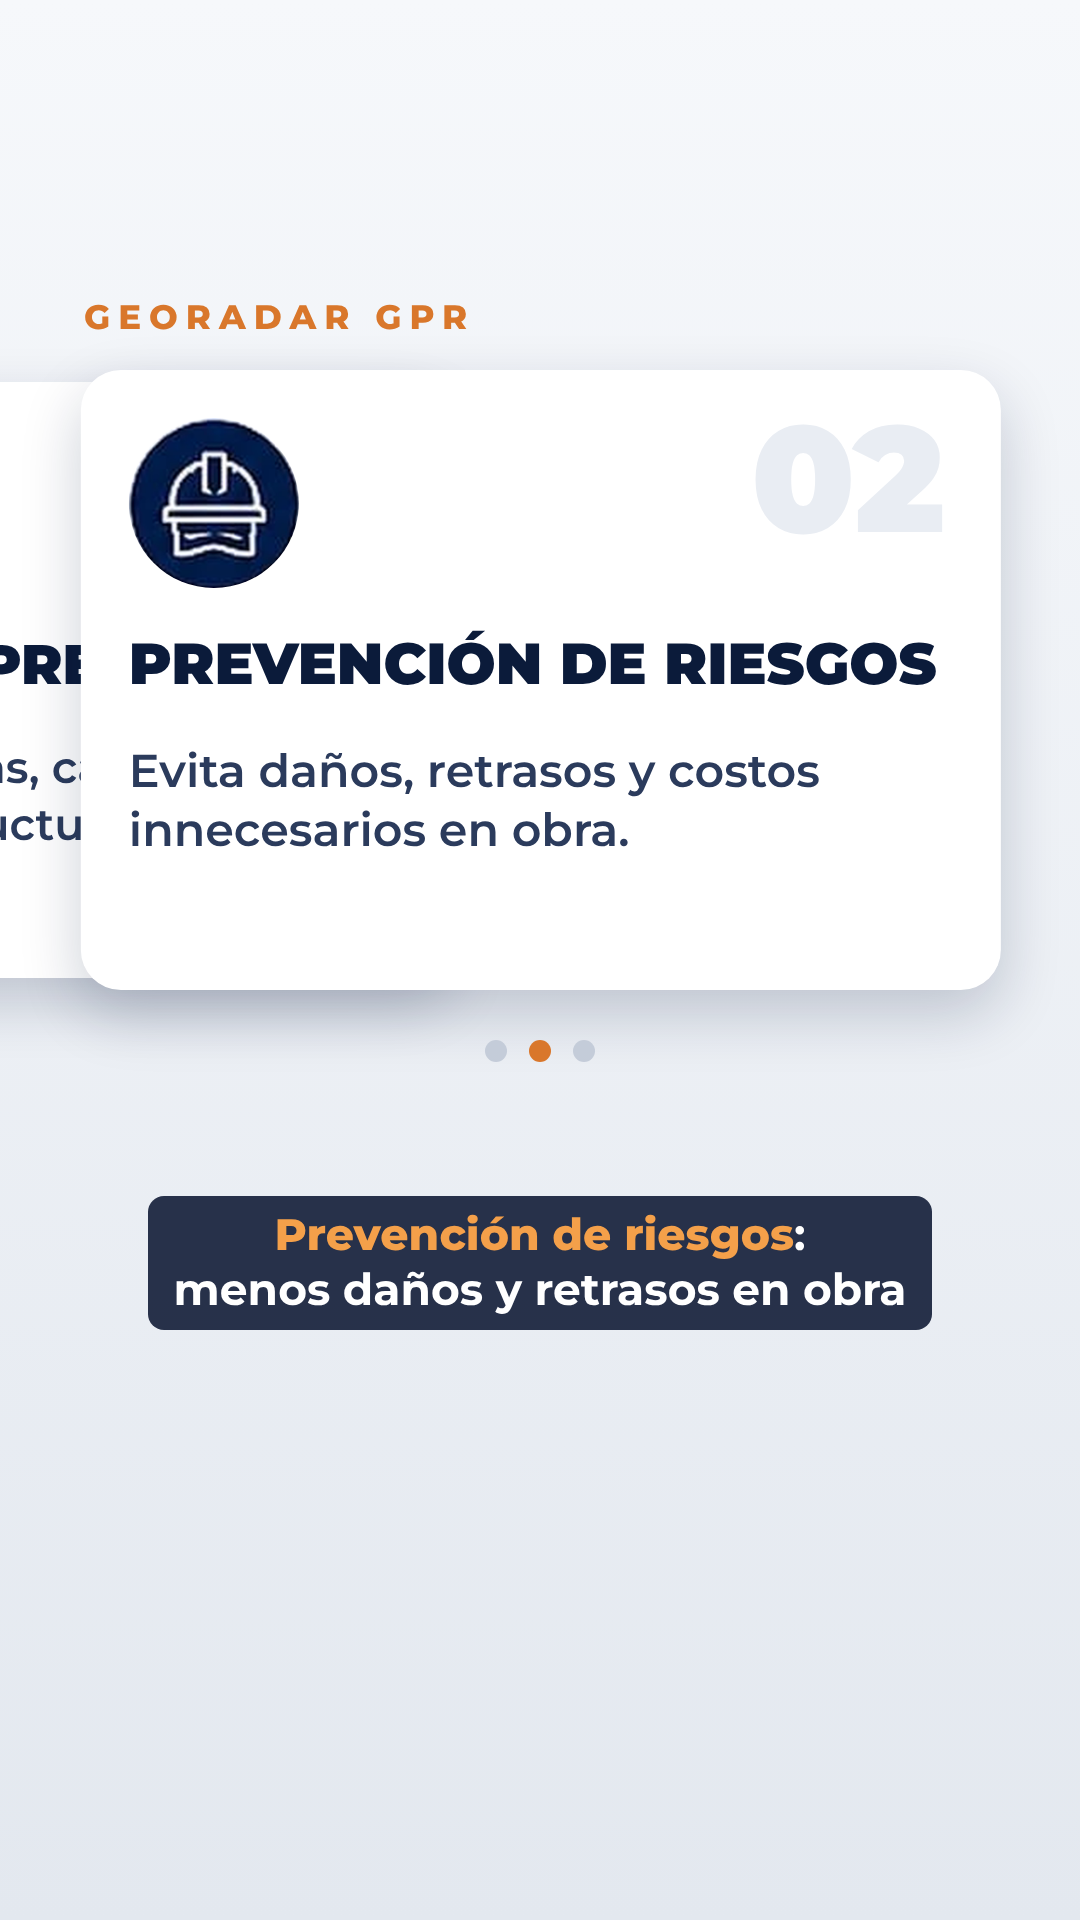 GEORADAR GPR
02
PREVENCIÓN DE RIESGOS
Evita daños, retrasos y costos
innecesarios en obra.
Prevención de riesgos:
menos daños y retrasos en obra